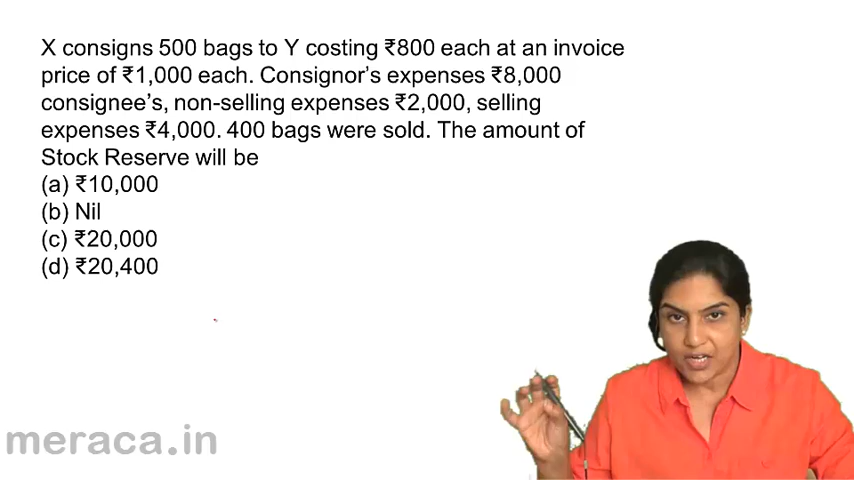 X consigns 500 bags to Y costing ₹800 each at an invoice
price of ₹1,000 each. Consignor’s expenses ₹8,000
consignee’s, non-selling expenses ₹2,000, selling
expenses ₹4,000. 400 bags were sold. The amount of
Stock Reserve will be
(a) ₹10,000
(b) Nil
(c) ₹20,000
(d) ₹20,400
meraca.in